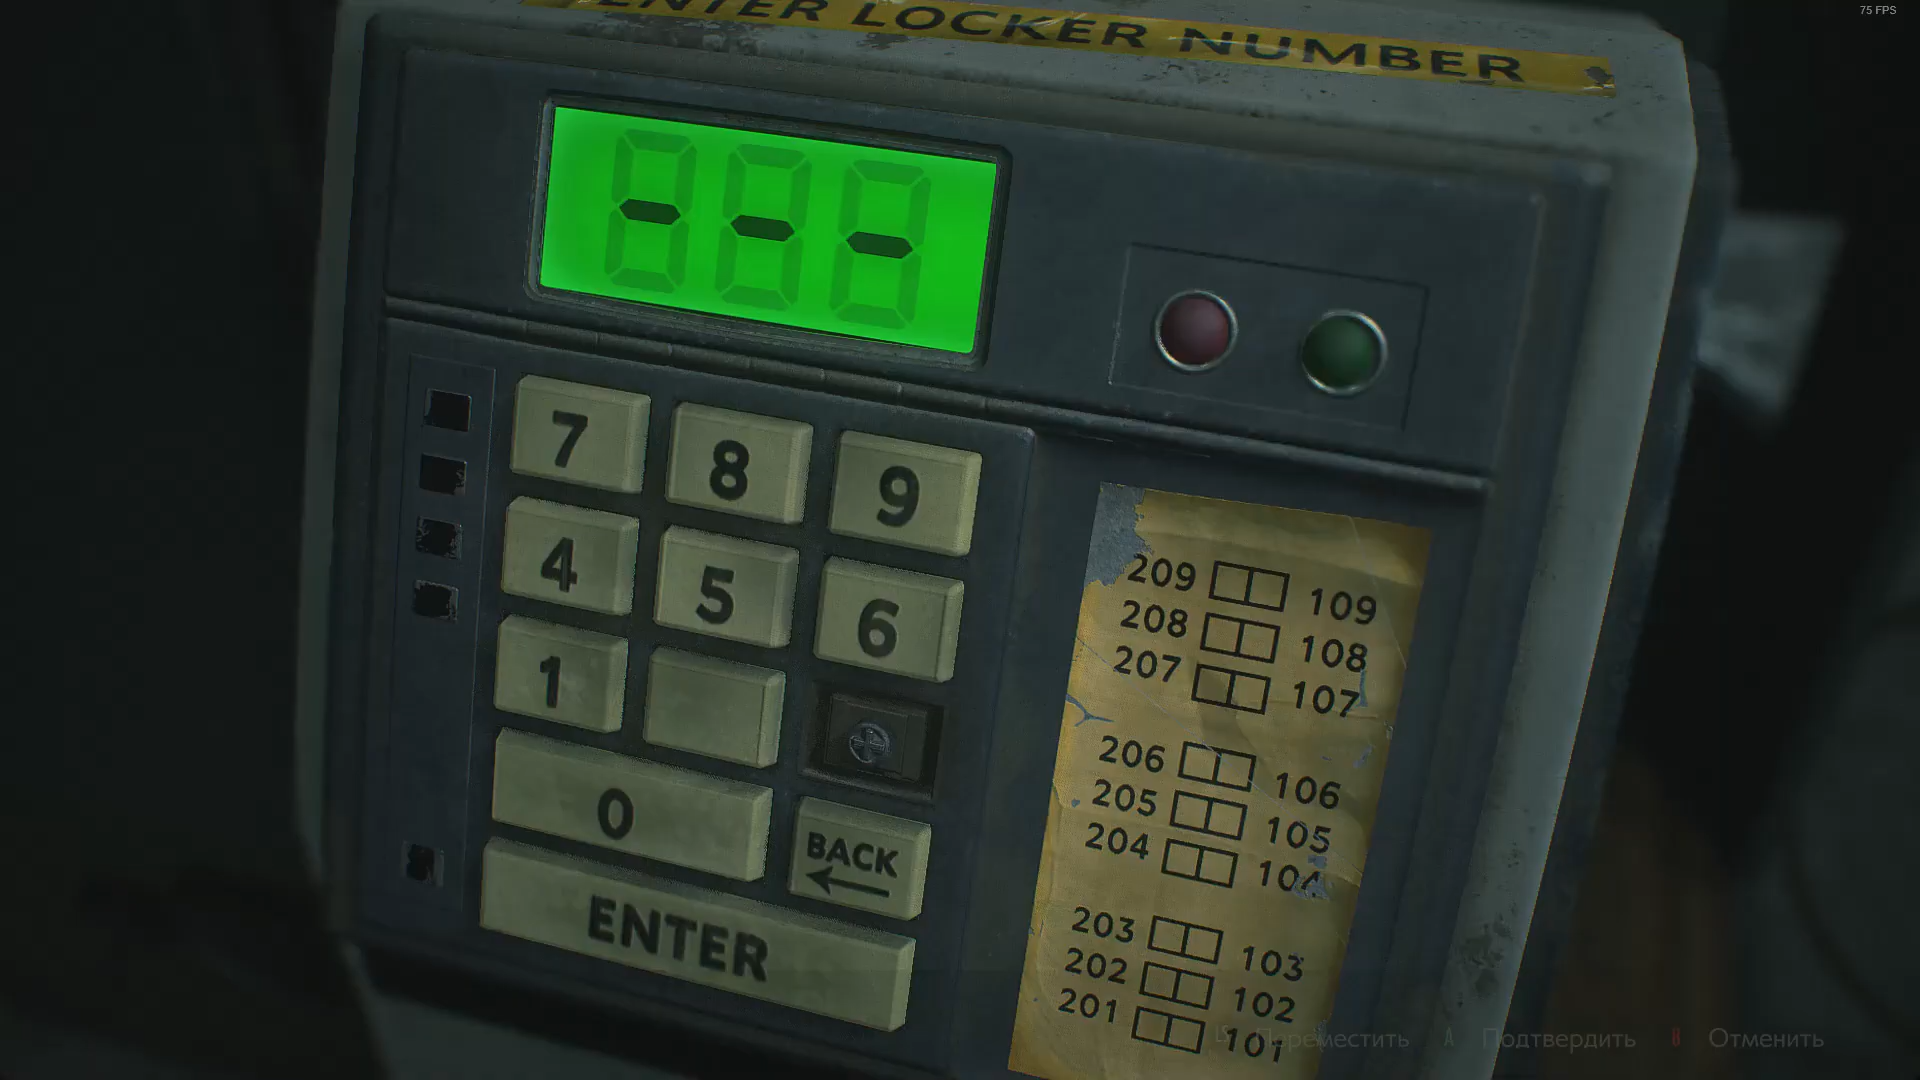 75 FPS
ENTER LOCKER NUMBER
7 8 9
4 5 6
1
0
BACK
ENTER
209 109
208 108
207 107
206 106
205 105
204 104
203 103
202 102
201 101
LS Переместить A Подтвердить B Отменить